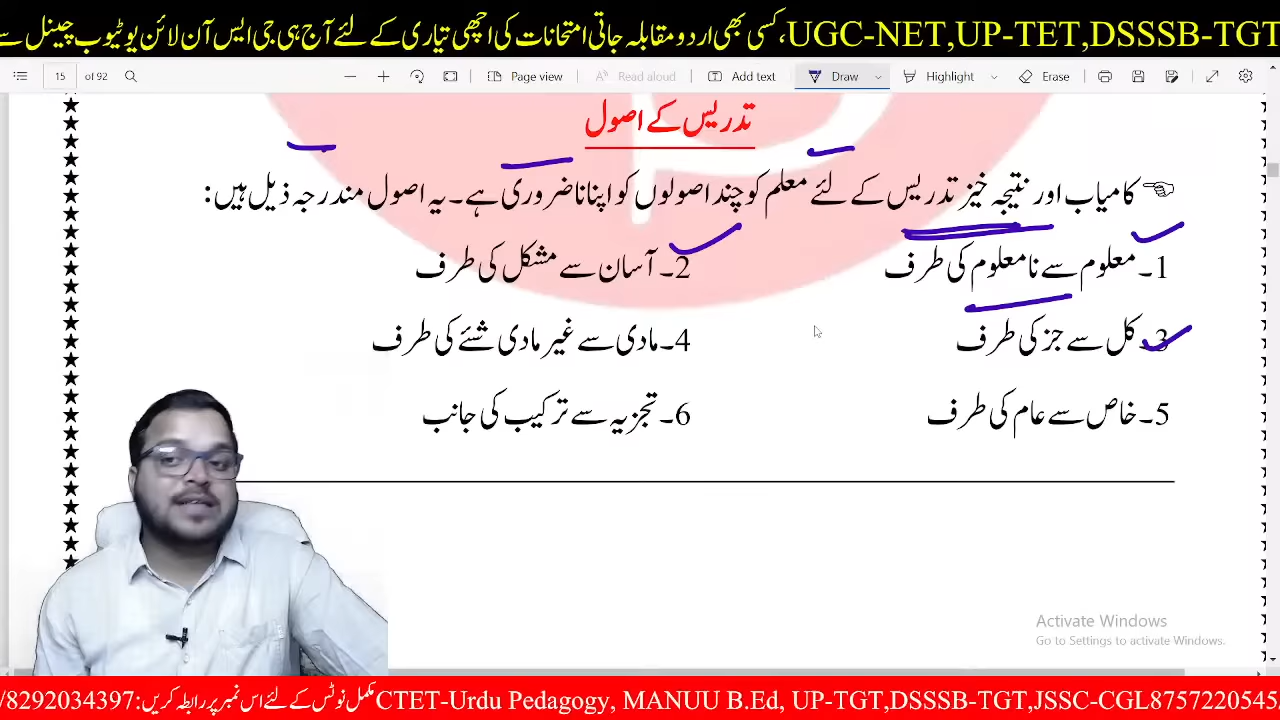 UGC-NET,UP-TET,DSSSB-TGT، کسی بھی اردو مقابلہ جاتی امتحانات کی اچھی تیاری کے لئے آج ہی جی ایس آن لائن یوٹیوب چینل سے
15 of 92 Page view Read aloud Add text Draw Highlight Erase
تدریس کے اصول
کامیاب اور نتیجہ خیز تدریس کے لئے معلم کو چند اصولوں کو اپنانا ضروری ہے۔ یہ اصول مندرجہ ذیل ہیں:
1۔ معلوم سے نامعلوم کی طرف 2۔ آسان سے مشکل کی طرف
3۔ کل سے جز کی طرف 4۔ مادی سے غیر مادی شئے کی طرف
5۔ خاص سے عام کی طرف 6۔ تجزیہ سے ترکیب کی جانب
Activate Windows
Go to Settings to activate Windows.
/8292034397:مکمل نوٹس کے لئے اس نمبر پر رابطہ کریں CTET-Urdu Pedagogy, MANUU B.Ed, UP-TGT,DSSSB-TGT,JSSC-CGL8757220545